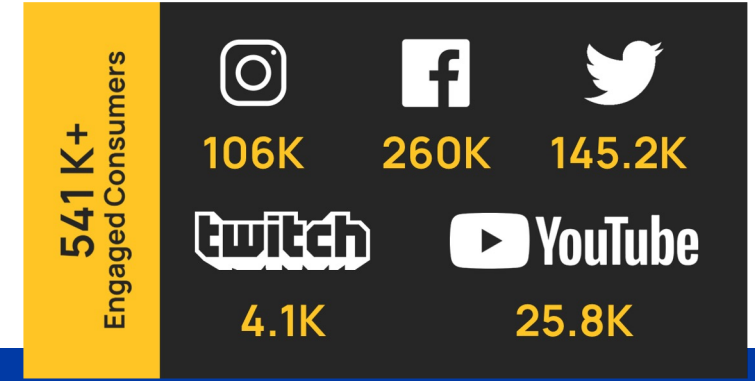 541 K+
Engaged Consumers
106K 260K 145.2K
twitch YouTube
4.1K 25.8K